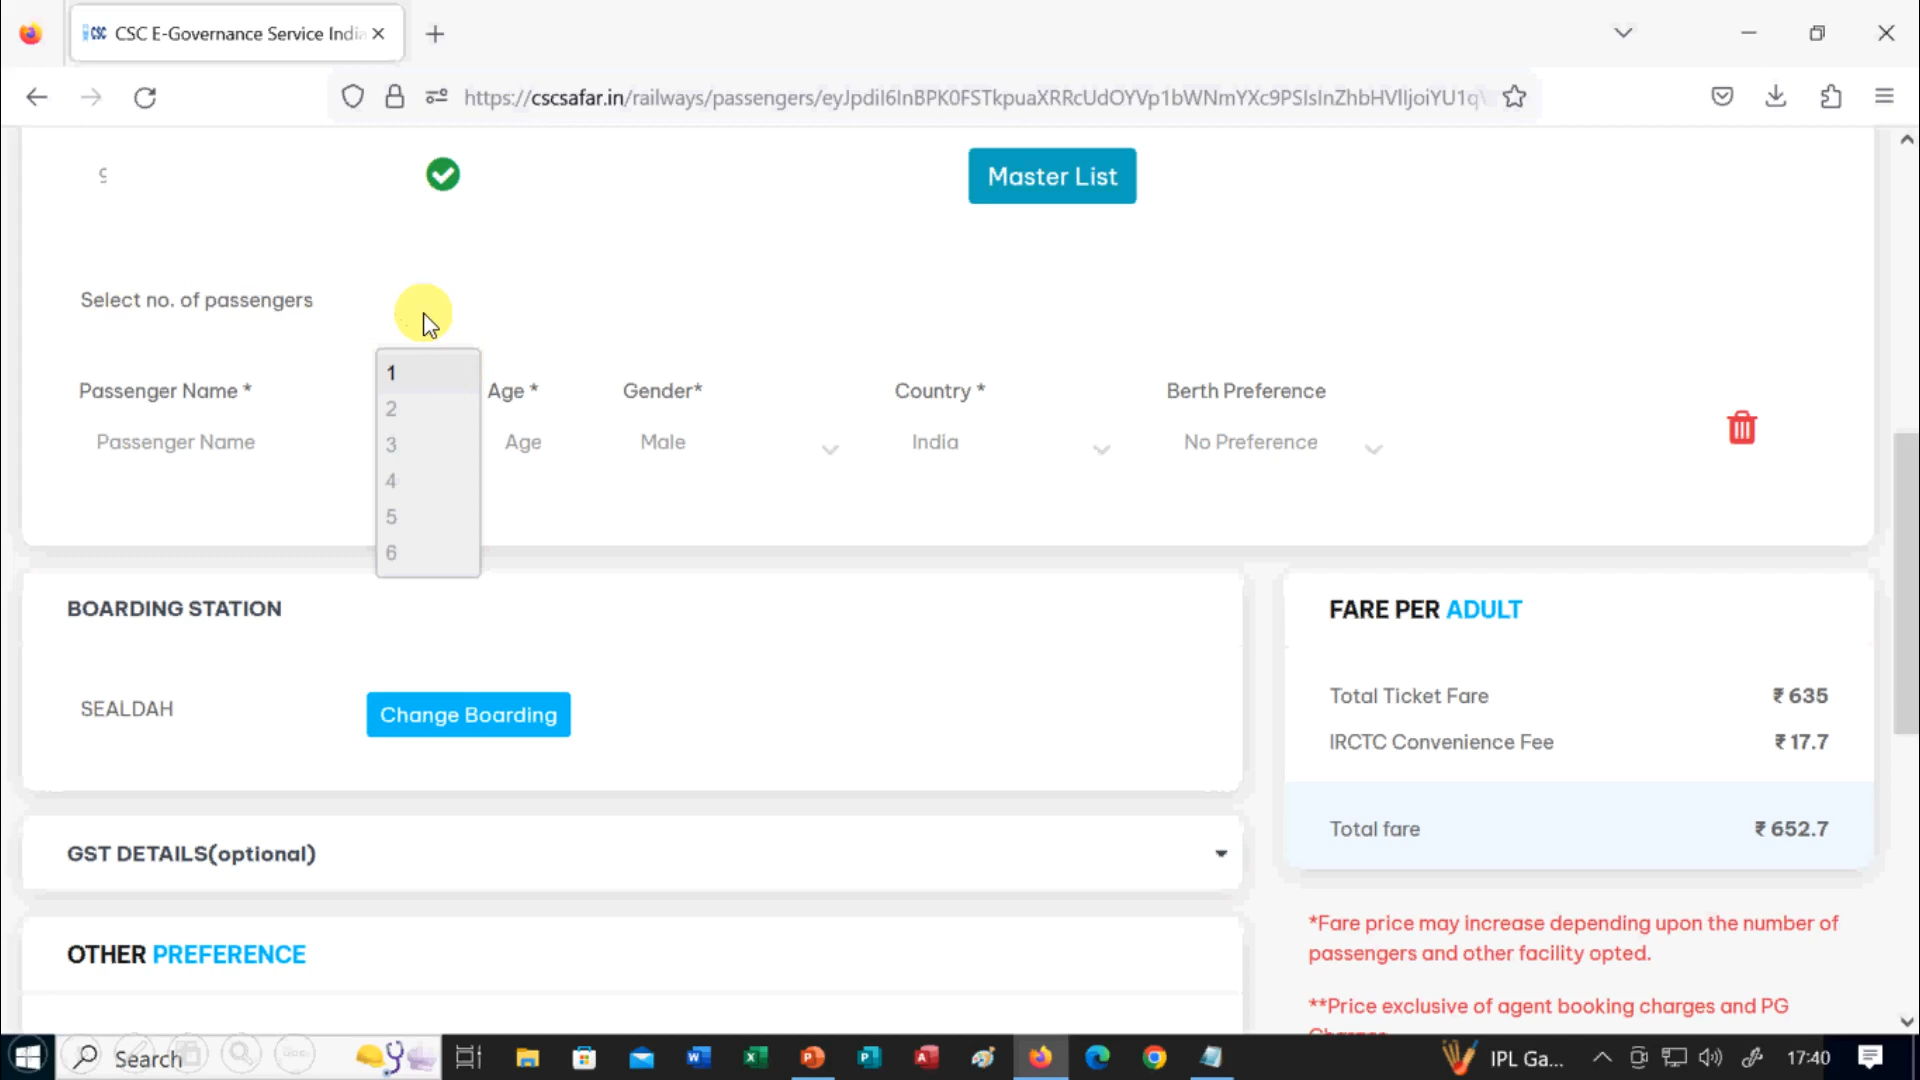 CSC E-Governance Service India
https://cscsafar.in/railways/passengers/eyJpdiI6InBPK0FSTkpuaXRRcUdOYVp1bWNmYXc9PSIsInZhbHVlIjoiYU1q
9
Master List
Select no. of passengers
1
2
3
4
5
6
Passenger Name * Age * Gender* Country * Berth Preference
Passenger Name Age Male India No Preference
BOARDING STATION
SEALDAH Change Boarding
GST DETAILS(optional)
OTHER PREFERENCE
FARE PER ADULT
Total Ticket Fare ₹ 635
IRCTC Convenience Fee ₹ 17.7
Total fare ₹ 652.7
*Fare price may increase depending upon the number of
passengers and other facility opted.
**Price exclusive of agent booking charges and PG
Search IPL Ga... 17:40